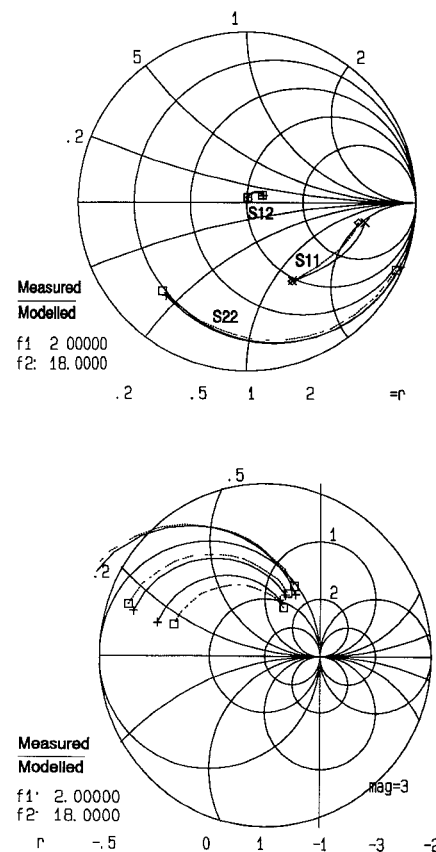 1
5 2
.2
S12
S11
Measured
Modelled
S22
f1 2 00000
f2: 18.0000
.2 .5 1 2 =r
.5
1
.2
2
Measured
Modelled
f1· 2.00000
f2- 18.0000
mag=3
r -.5 0 1 -1 -3 -2